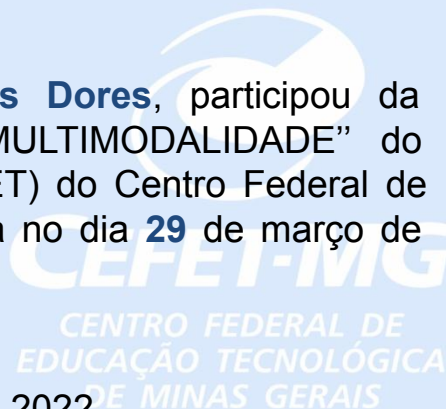 s Dores, participou da
MULTIMODALIDADE” do
ET) do Centro Federal de
a no dia 29 de março de
CEFET-MG
CENTRO FEDERAL DE
EDUCAÇÃO TECNOLÓGICA
DE MINAS GERAIS
2022